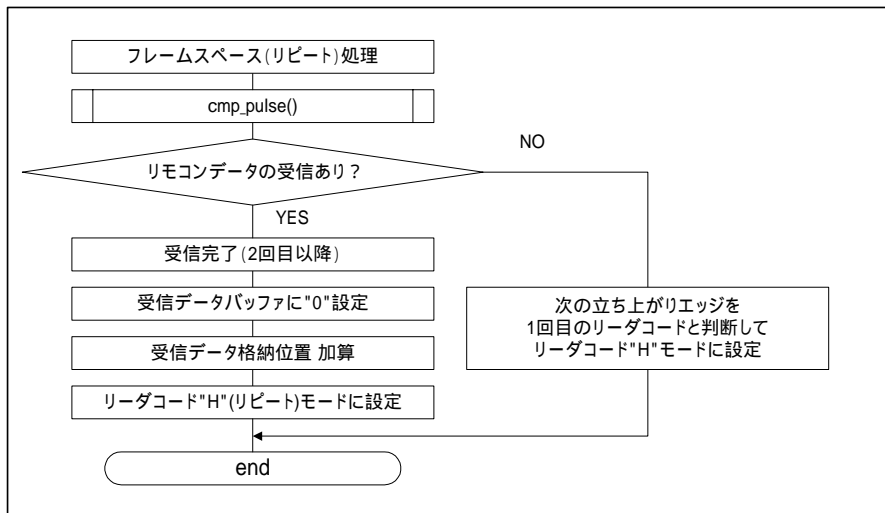 フレームスペース(リピート)処理
cmp_pulse()
NO
リモコンデータの受信あり？
YES
受信完了(2回目以降)
受信データバッファに"0"設定
次の立ち上がりエッジを
1回目のリーダコードと判断して
リーダコード"H"モードに設定
受信データ格納位置 加算
リーダコード"H"(リピート)モードに設定
end